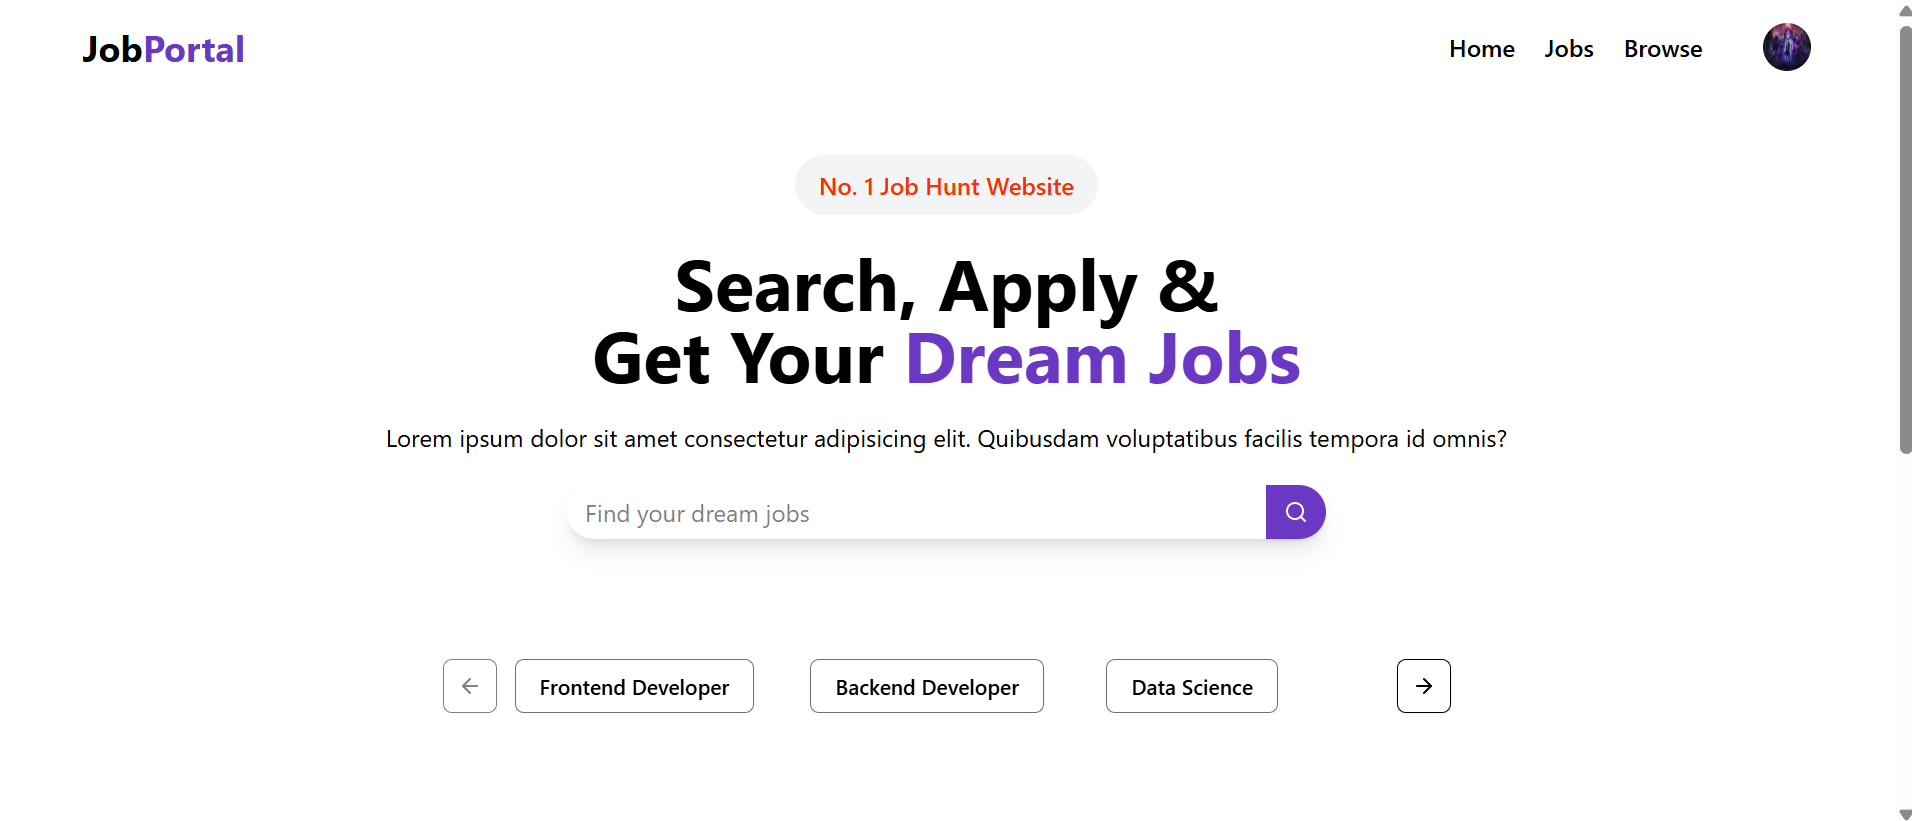 JobPortal
Home Jobs Browse
No. 1 Job Hunt Website
Search, Apply &
Get Your Dream Jobs
Lorem ipsum dolor sit amet consectetur adipisicing elit. Quibusdam voluptatibus facilis tempora id omnis?
Find your dream jobs
Frontend Developer Backend Developer Data Science